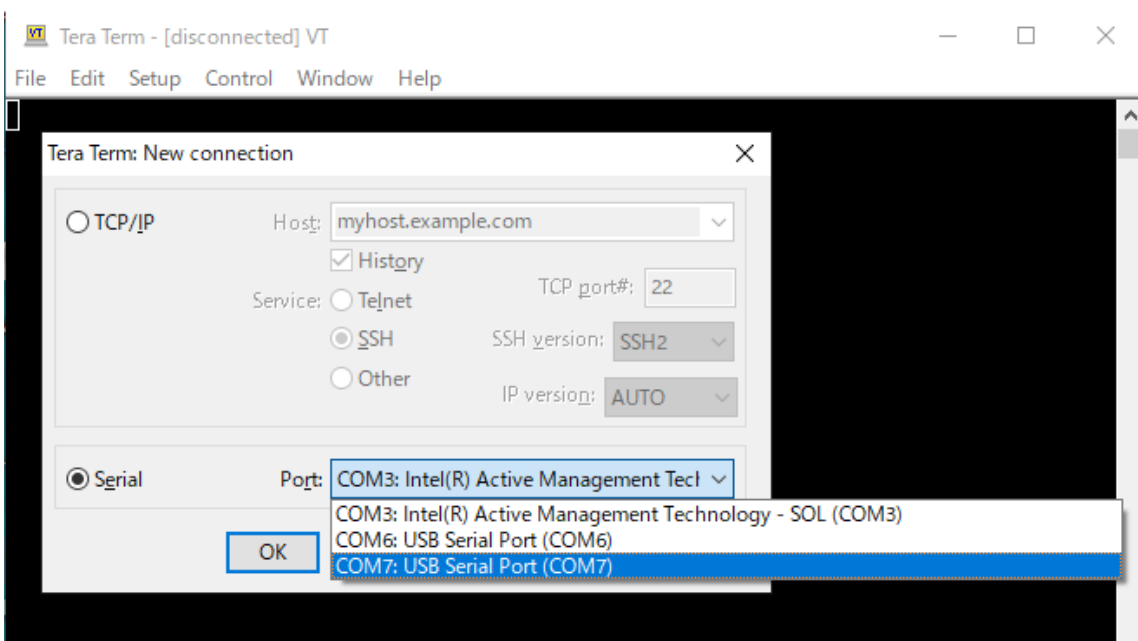 VT Tera Term - [disconnected] VT
File Edit Setup Control Window Help
Tera Term: New connection
TCP/IP Host: myhost.example.com
History
Service: Telnet TCP port#: 22
SSH SSH version: SSH2
Other IP version: AUTO
Serial Port: COM3: Intel(R) Active Management Tecl
COM3: Intel(R) Active Management Technology - SOL (COM3)
OK COM6: USB Serial Port (COM6)
COM7: USB Serial Port (COM7)